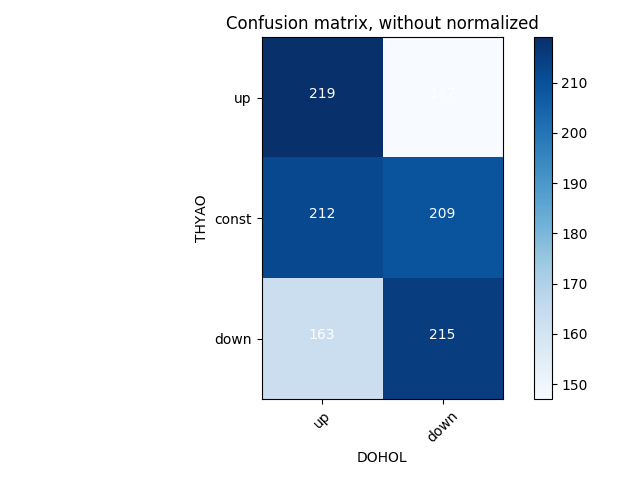 Confusion matrix, without normalized
THYAO
up
219
147
const
212
209
down
163
215
up
down
DOHOL
210
200
190
180
170
160
150